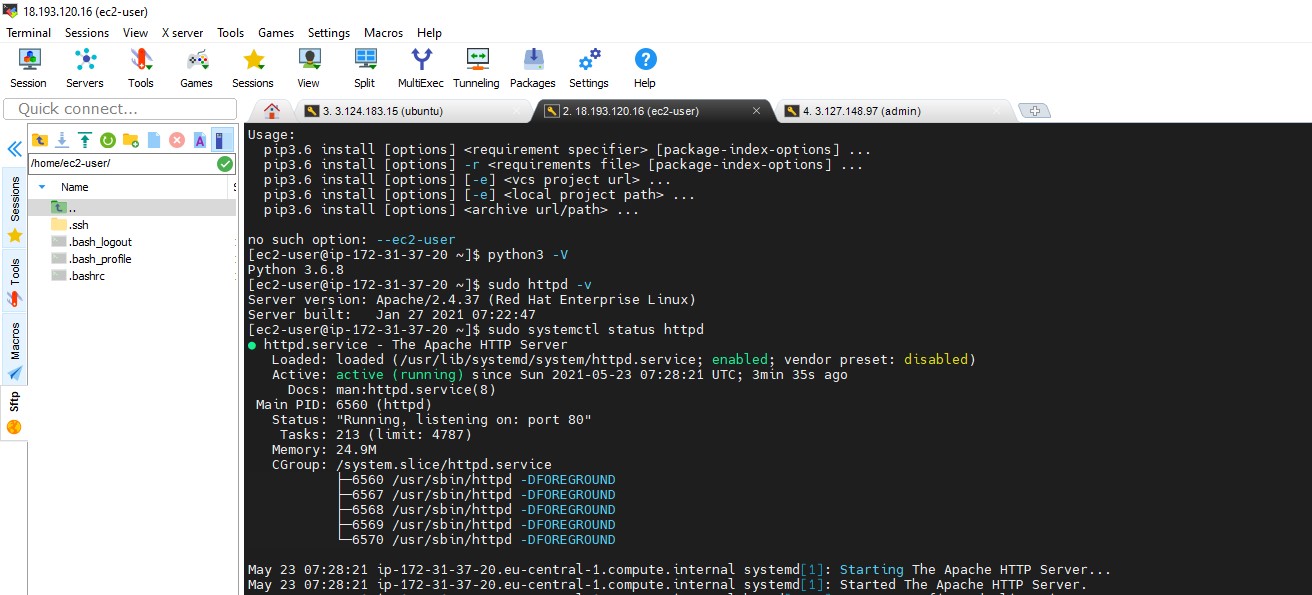 18.193.120.16 (ec2-user)
Terminal Sessions View X server Tools Games Settings Macros Help
Session Servers Tools Games Sessions View Split MultiExec Tunneling Packages Settings Help
Quick connect...
3. 3.124.183.15 (ubuntu)
2. 18.193.120.16 (ec2-user)
4. 3.127.148.97 (admin)
/home/ec2-user/
Name
..
.ssh
.bash_logout
.bash_profile
.bashrc
Sessions
Tools
Macros
Sftp
Usage:
pip3.6 install [options] <requirement specifier> [package-index-options] ...
pip3.6 install [options] -r <requirements file> [package-index-options] ...
pip3.6 install [options] [-e] <vcs project url> ...
pip3.6 install [options] [-e] <local project path> ...
pip3.6 install [options] <archive url/path> ...
no such option: --ec2-user
[ec2-user@ip-172-31-37-20 ~]$ python3 -V
Python 3.6.8
[ec2-user@ip-172-31-37-20 ~]$ sudo httpd -v
Server version: Apache/2.4.37 (Red Hat Enterprise Linux)
Server built:   Jan 27 2021 07:22:47
[ec2-user@ip-172-31-37-20 ~]$ sudo systemctl status httpd
● httpd.service - The Apache HTTP Server
Loaded: loaded (/usr/lib/systemd/system/httpd.service; enabled; vendor preset: disabled)
Active: active (running) since Sun 2021-05-23 07:28:21 UTC; 3min 35s ago
Docs: man:httpd.service(8)
Main PID: 6560 (httpd)
Status: "Running, listening on: port 80"
Tasks: 213 (limit: 4787)
Memory: 24.9M
CGroup: /system.slice/httpd.service
├─6560 /usr/sbin/httpd -DFOREGROUND
├─6567 /usr/sbin/httpd -DFOREGROUND
├─6568 /usr/sbin/httpd -DFOREGROUND
├─6569 /usr/sbin/httpd -DFOREGROUND
└─6570 /usr/sbin/httpd -DFOREGROUND
May 23 07:28:21 ip-172-31-37-20.eu-central-1.compute.internal systemd[1]: Starting The Apache HTTP Server...
May 23 07:28:21 ip-172-31-37-20.eu-central-1.compute.internal systemd[1]: Started The Apache HTTP Server.